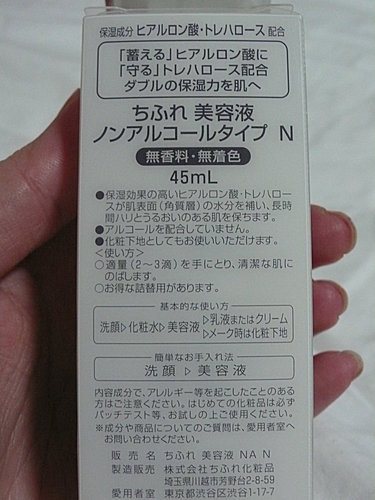 保湿成分 ヒアルロン酸・トレハロース 配合
「蓄える」ヒアルロン酸に
「守る」トレハロース配合
ダブルの保湿力を肌へ
ちふれ 美容液
ノンアルコールタイプ N
無香料・無着色
45mL
●保湿効果の高いヒアルロン酸・トレハロー
スが肌表面(角質層)の水分を補い、長時
間ハリとうるおいのある肌を保ちます。
●アルコールを配合していません。
●化粧下地としてもお使いいただけます。
<使い方>
○適量(2〜3滴)を手にとり、清潔な肌に
のばします。
○お得な詰替用があります。
基本的な使い方
洗顔▷化粧水▷美容液 ▷乳液またはクリーム
▷メーク時は化粧下地
簡単なお手入れ法
洗顔 ▷ 美容液
内容成分で、アレルギー等を起こしたことのある
方はご注意ください。はじめての化粧品は必ず
パッチテスト等、お試しの上ご使用ください。
※成分や商品についてのご質問は、愛用者室へ
お問い合わせください。
販売名 ちふれ 美容液 NA N
製造販売 株式会社ちふれ化粧品
埼玉県川越市芳野台2-8-59
愛用者室 東京都渋谷区渋谷1-17-7